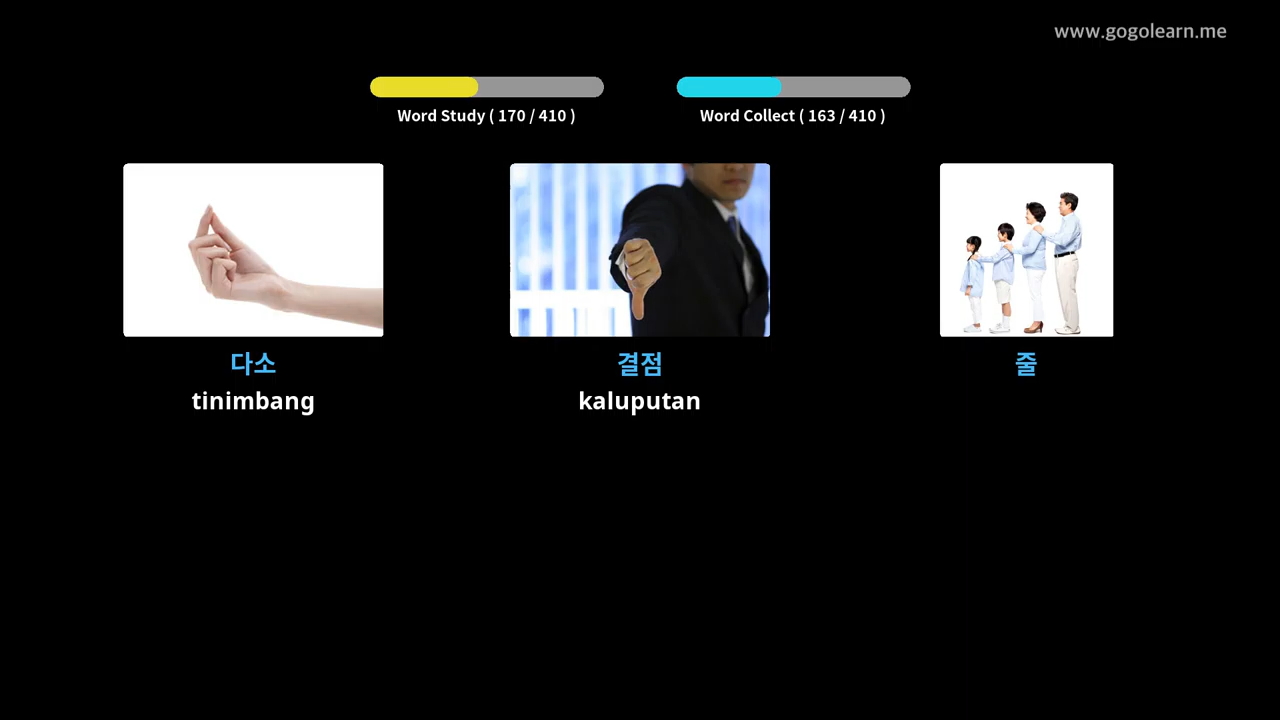 www.gogolearn.me
Word Study ( 170 / 410 )
Word Collect ( 163 / 410 )
다소
tinimbang
결점
kaluputan
줄